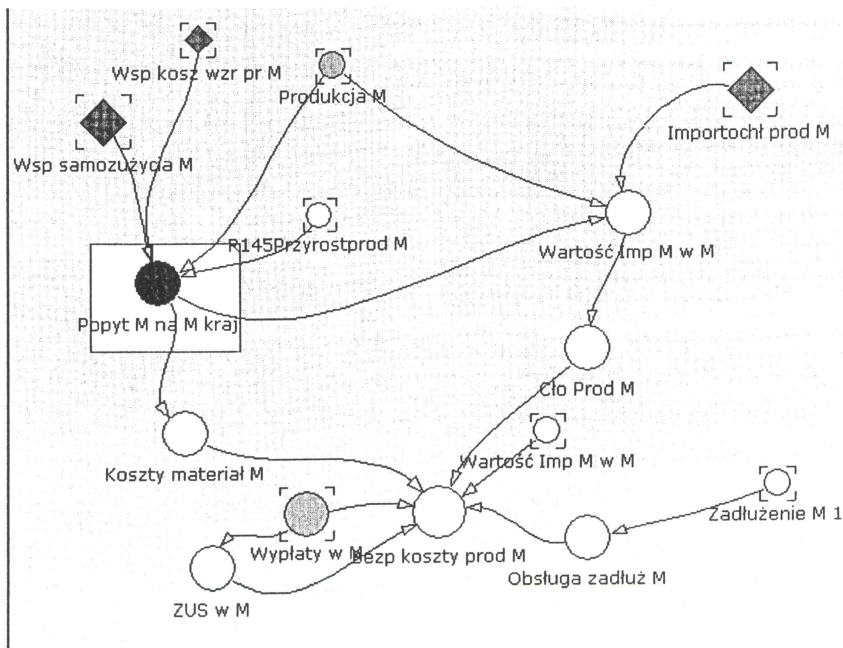 Wsp kosz wzr pr M
Produkcja M
Importochł prod M
Wsp samozużycia M
R145Przyrostprod M
Wartość Imp M w M
Popyt M na M kraj
Cło Prod M
Wartość Imp M w M
Koszty materiał M
Zadłużenie M 1
Wypłaty w M
Bezp koszty prod M
Obsługa zadłuż M
ZUS w M